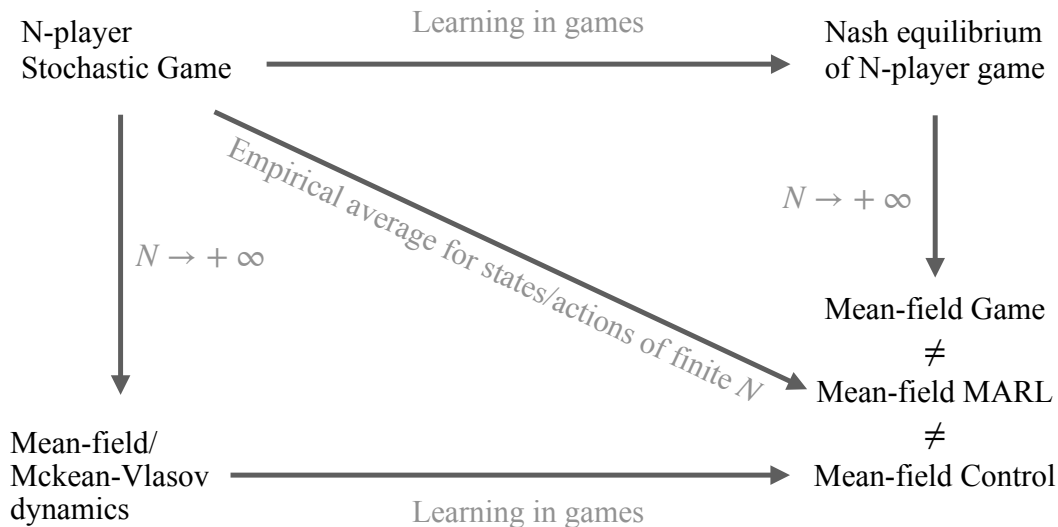 Learning in games
N-player
Stochastic Game
Nash equilibrium
of N-player game
Empirical average for states/actions of finite N
N → + ∞
N → + ∞
Mean-field Game
≠
Mean-field MARL
≠
Mean-field Control
Mean-field/
Mckean-Vlasov
dynamics
Learning in games